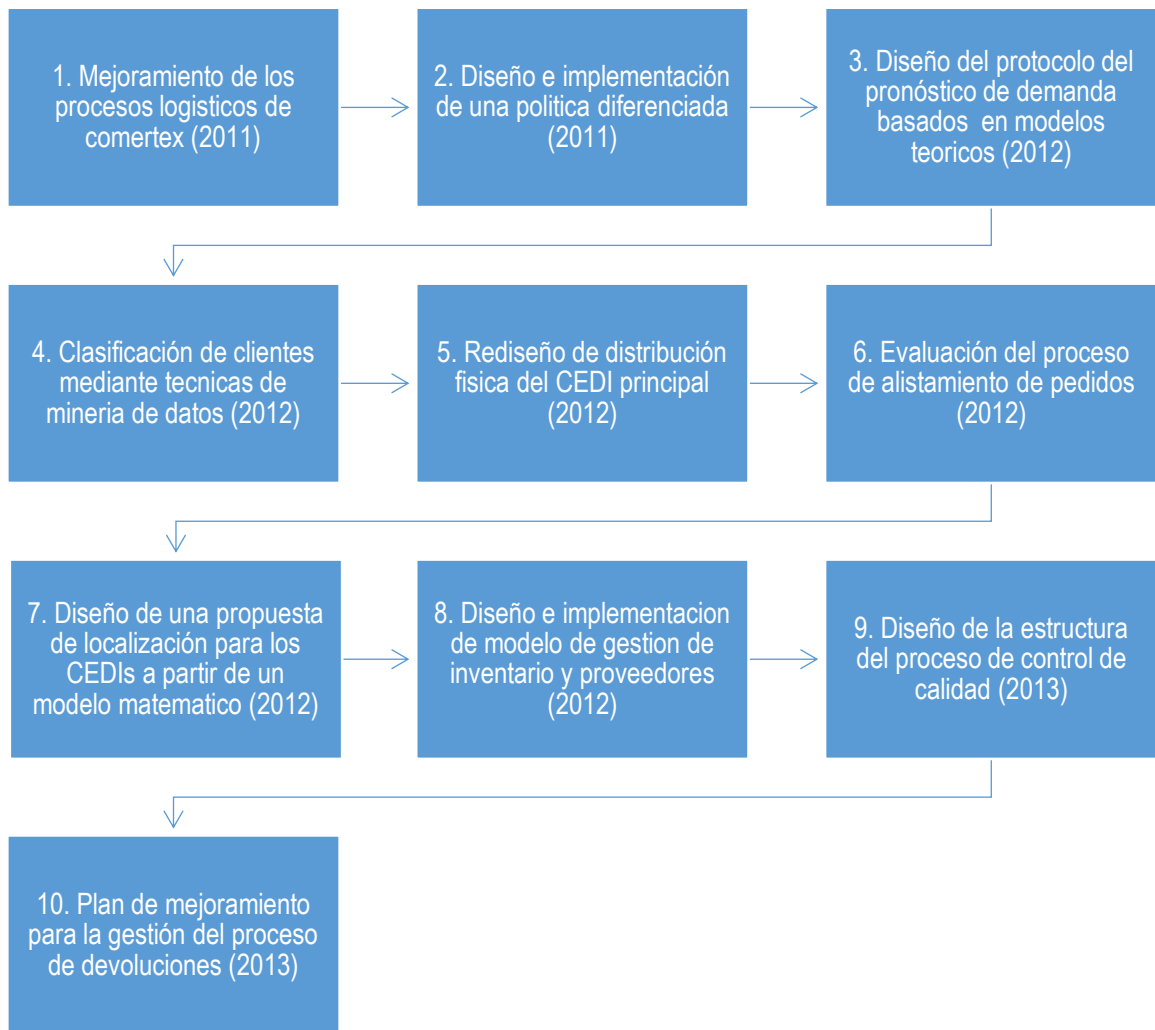 1. Mejoramiento de los
procesos logisticos de
comertex (2011)
2. Diseño e implementación
de una politica diferenciada
(2011)
3. Diseño del protocolo del
pronóstico de demanda
basados en modelos
teoricos (2012)
4. Clasificación de clientes
mediante tecnicas de
mineria de datos (2012)
5. Rediseño de distribución
fisica del CEDI principal
(2012)
6. Evaluación del proceso
de alistamiento de pedidos
(2012)
7. Diseño de una propuesta
de localización para los
CEDIs a partir de un
modelo matematico (2012)
8. Diseño e implementacion
de modelo de gestion de
inventario y proveedores
(2012)
9. Diseño de la estructura
del proceso de control de
calidad (2013)
10. Plan de mejoramiento
para la gestión del proceso
de devoluciones (2013)